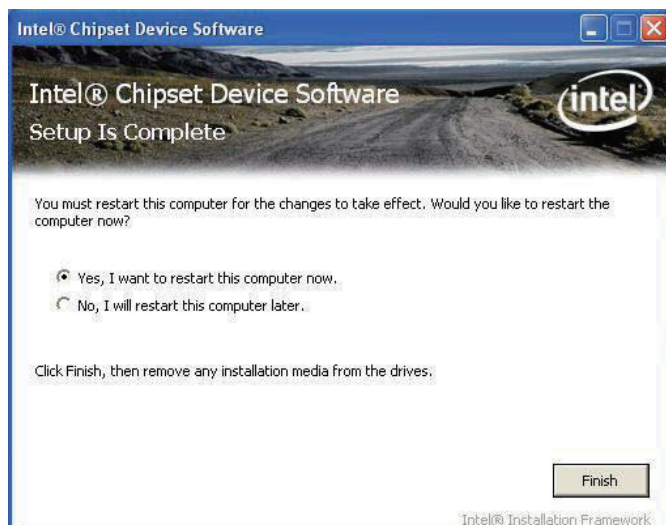 Intel® Chipset Device Software
Intel® Chipset Device Software
intel
Setup Is Complete
You must restart this computer for the changes to take effect. Would you like to restart the
computer now?
Yes, I want to restart this computer now.
No, I will restart this computer later.
Click Finish, then remove any installation media from the drives.
Finish
Intel® Installation Framework